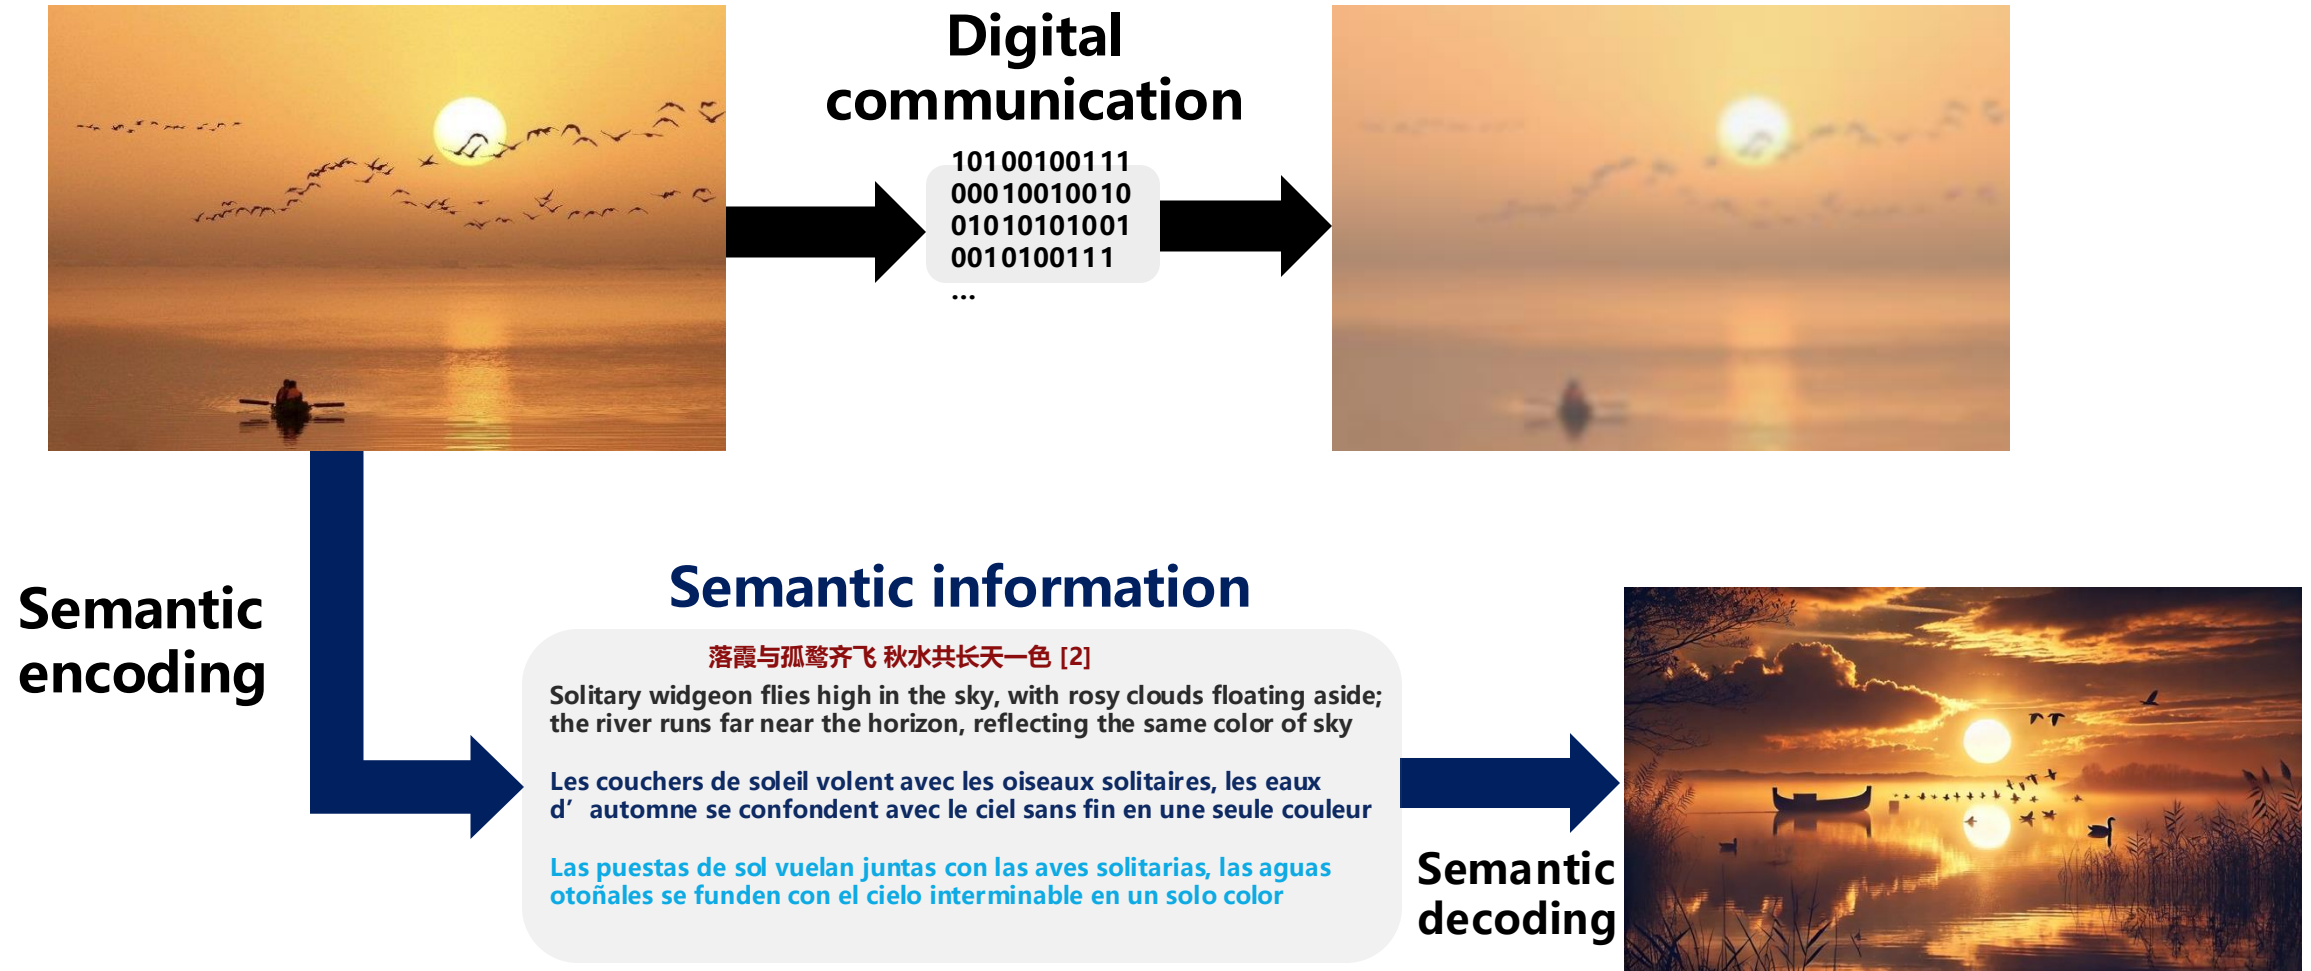 Digital
communication
10100100111
00010010010
01010101001
0010100111
...
Semantic
encoding
Semantic information
落霞与孤鹜齐飞 秋水共长天一色 [2]
Solitary widgeon flies high in the sky, with rosy clouds floating aside;
the river runs far near the horizon, reflecting the same color of sky
Les couchers de soleil volent avec les oiseaux solitaires, les eaux
d’automne se confondent avec le ciel sans fin en une seule couleur
Las puestas de sol vuelan juntas con las aves solitarias, las aguas
otoñales se funden con el cielo interminable en un solo color
Semantic
decoding